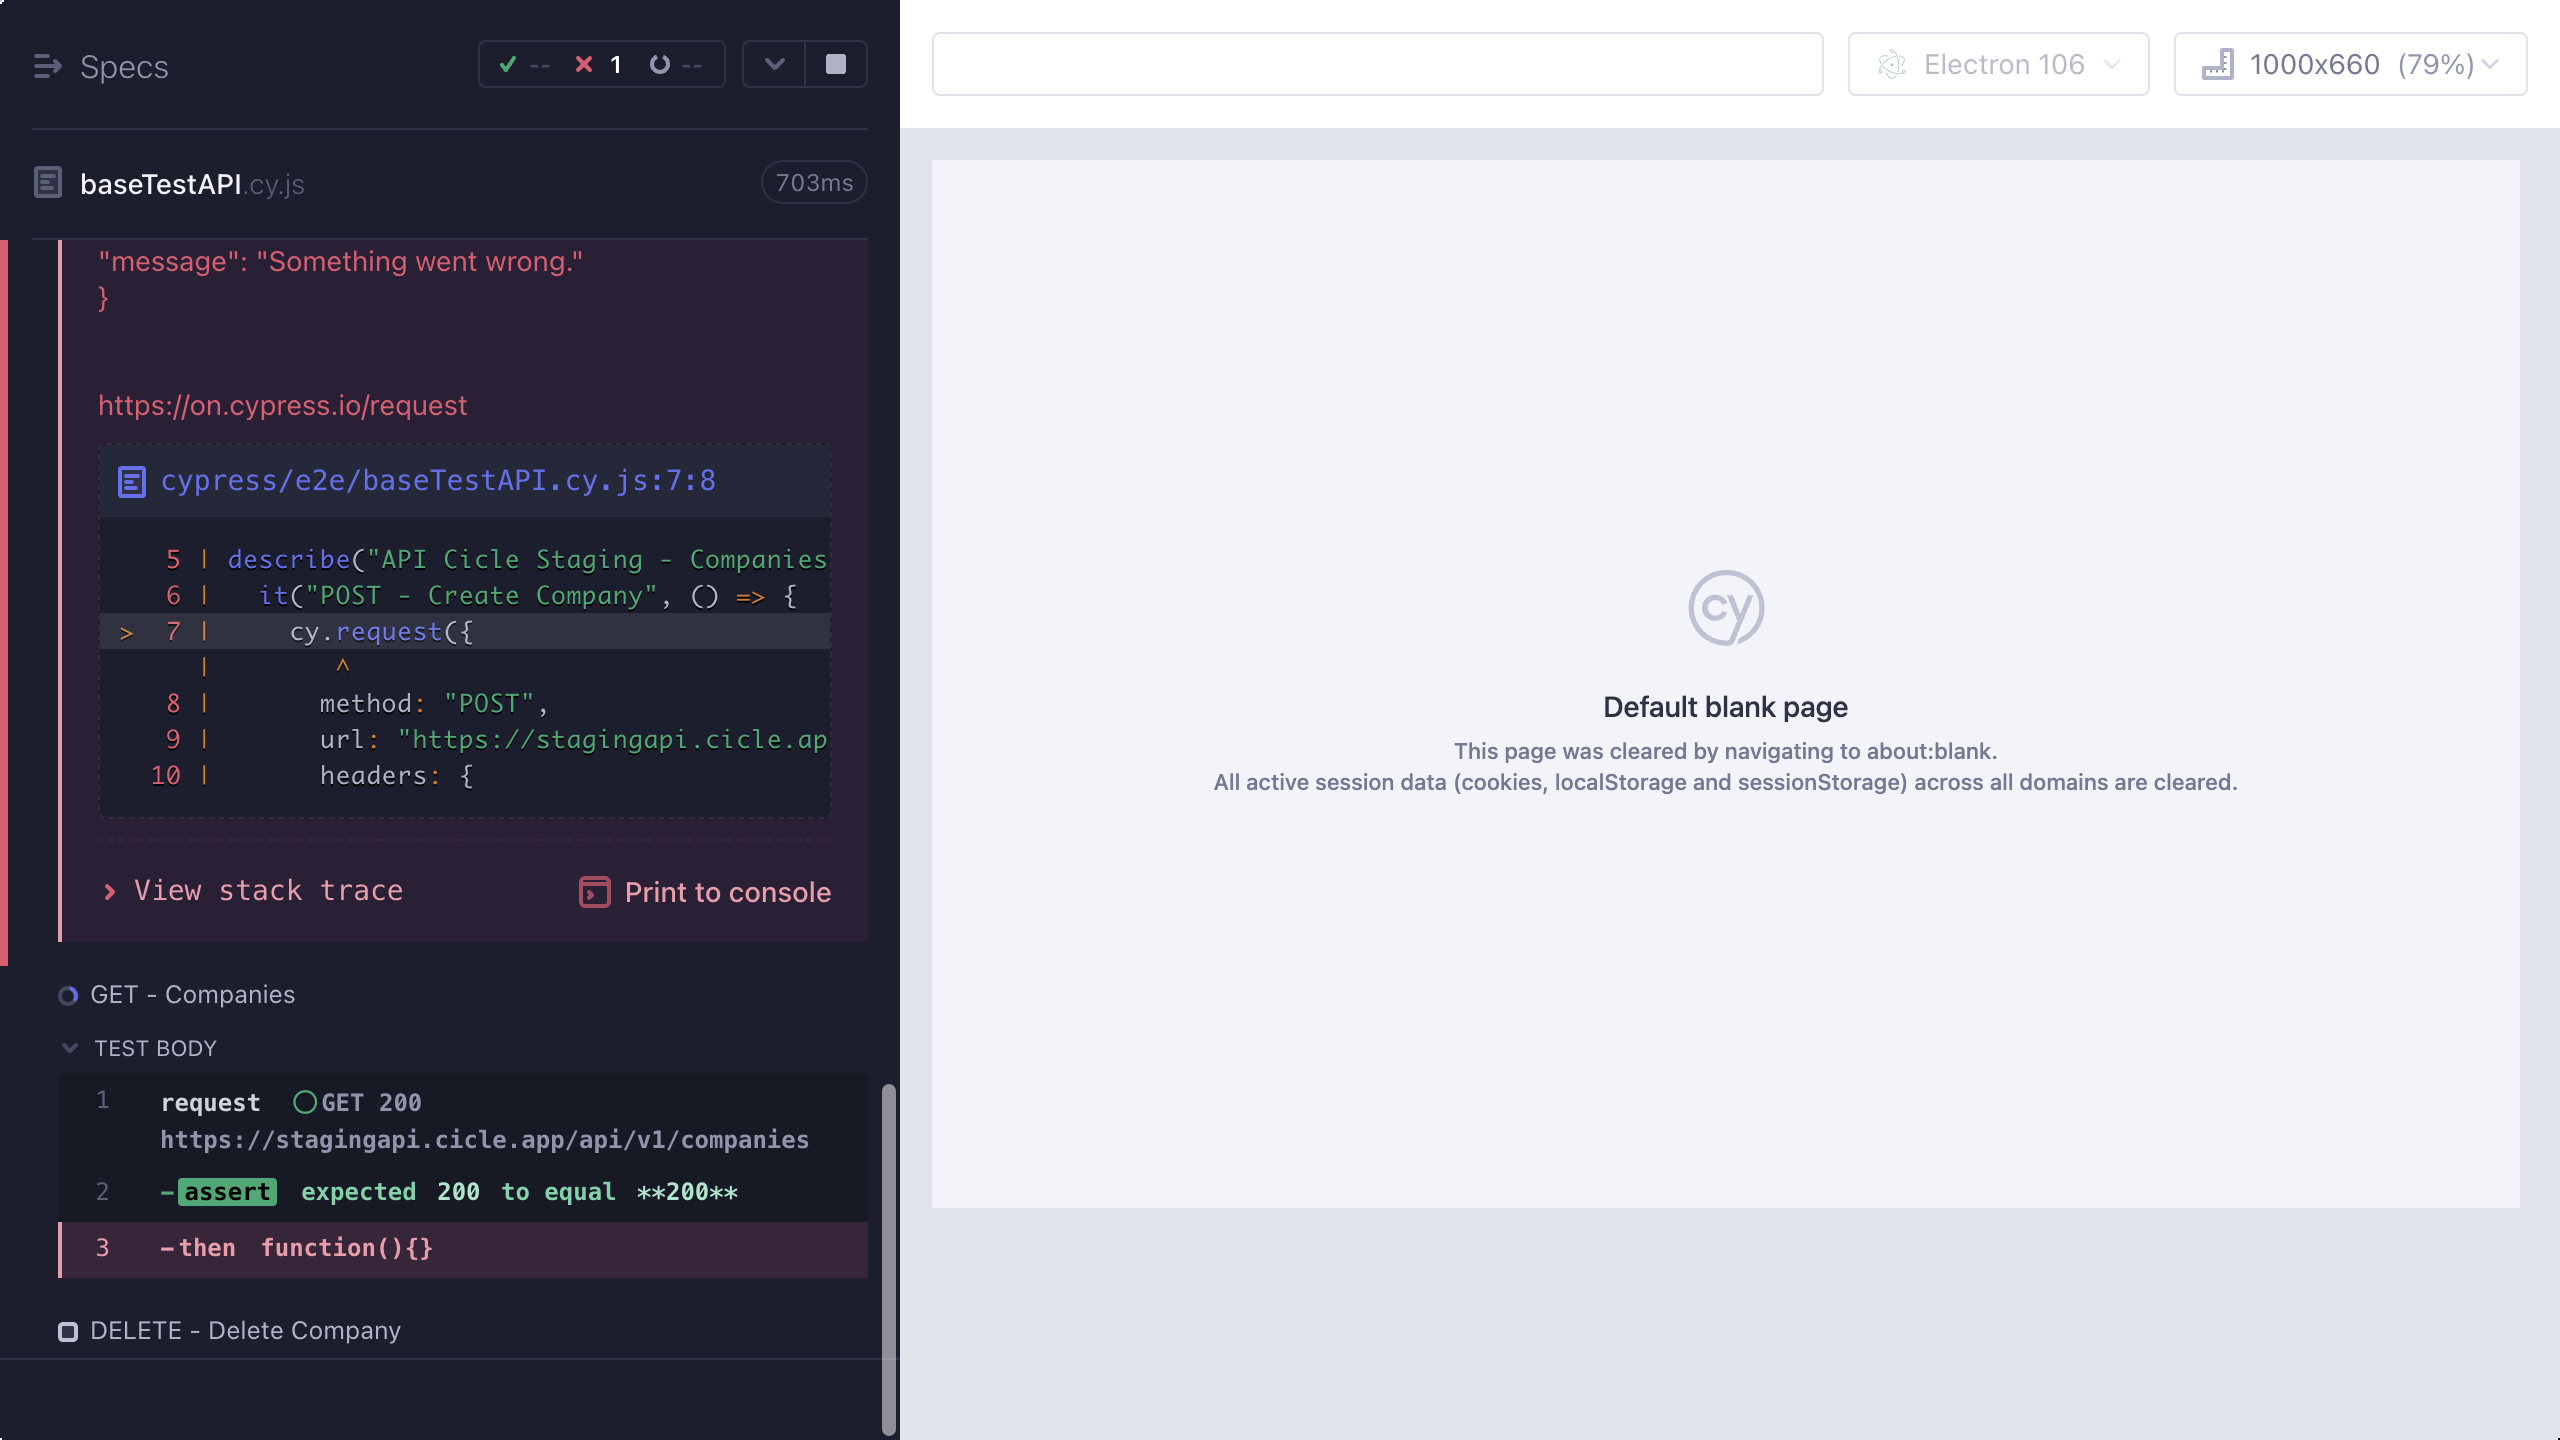 Specs
-- 1 --
baseTestAPI.cy.js 703ms
"message": "Something went wrong."
}
https://on.cypress.io/request
cypress/e2e/baseTestAPI.cy.js:7:8
5 | describe("API Cicle Staging - Companies
6 | it("POST - Create Company", () => {
> 7 | cy.request({
| ^
8 | method: "POST",
9 | url: "https://stagingapi.cicle.ap
10 | headers: {
View stack trace
Print to console
GET - Companies
TEST BODY
1 request GET 200
https://stagingapi.cicle.app/api/v1/companies
2 -assert expected 200 to equal **200**
3 -then function(){}
DELETE - Delete Company
Electron 106
1000x660 (79%)
cy
Default blank page
This page was cleared by navigating to about:blank.
All active session data (cookies, localStorage and sessionStorage) across all domains are cleared.